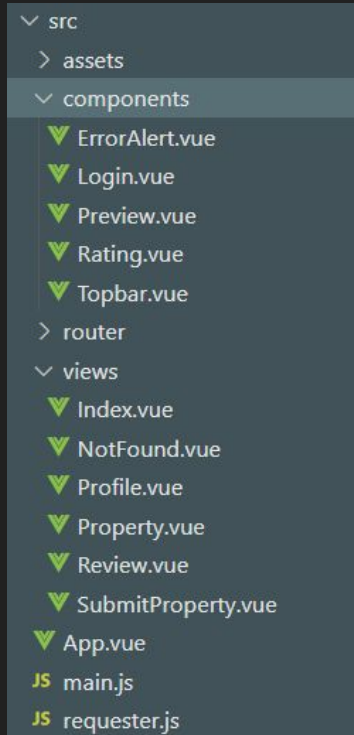 src
assets
components
ErrorAlert.vue
Login.vue
Preview.vue
Rating.vue
Topbar.vue
router
views
Index.vue
NotFound.vue
Profile.vue
Property.vue
Review.vue
SubmitProperty.vue
App.vue
JS main.js
JS requester.js